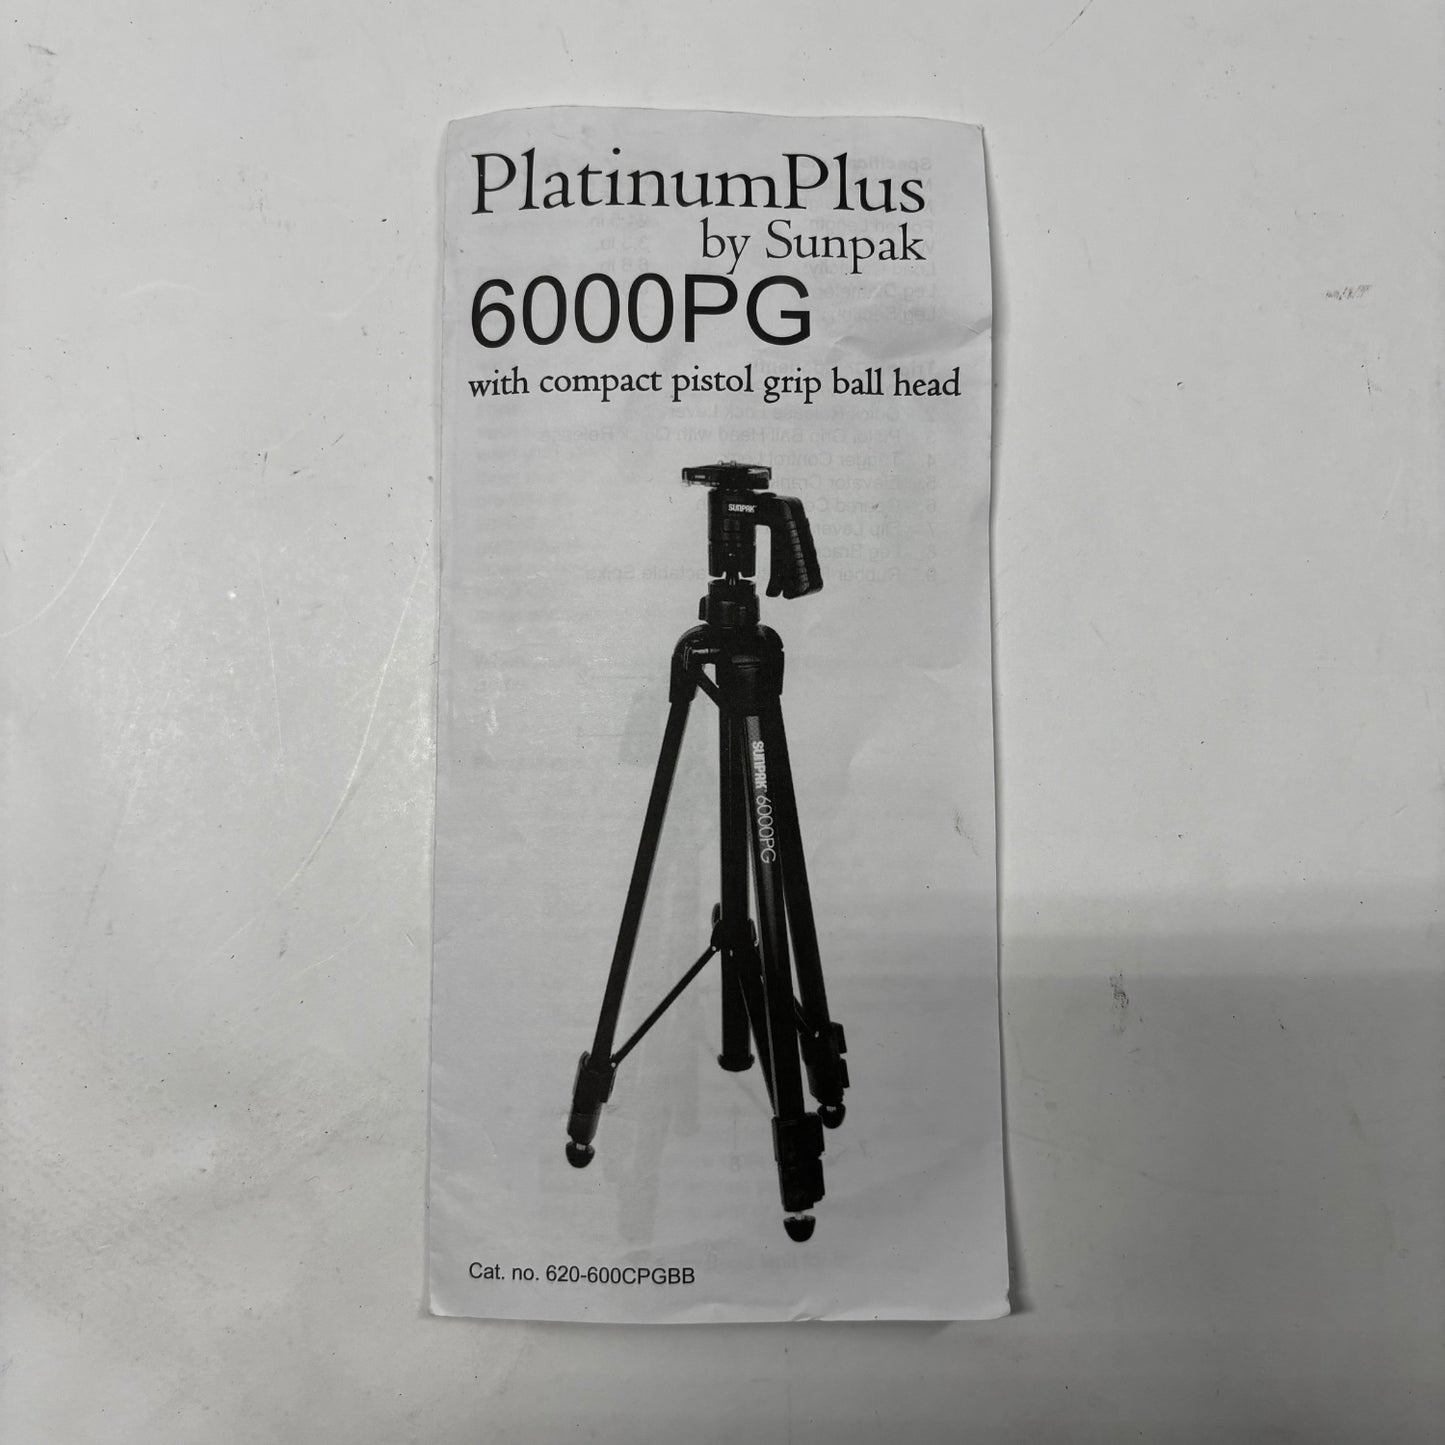 PlatinumPlus
by Sunpak
6000PG
with compact pistol grip ball head
SUNPAK
SUNPAK 6000PG
Cat. no. 620-600CPGBB